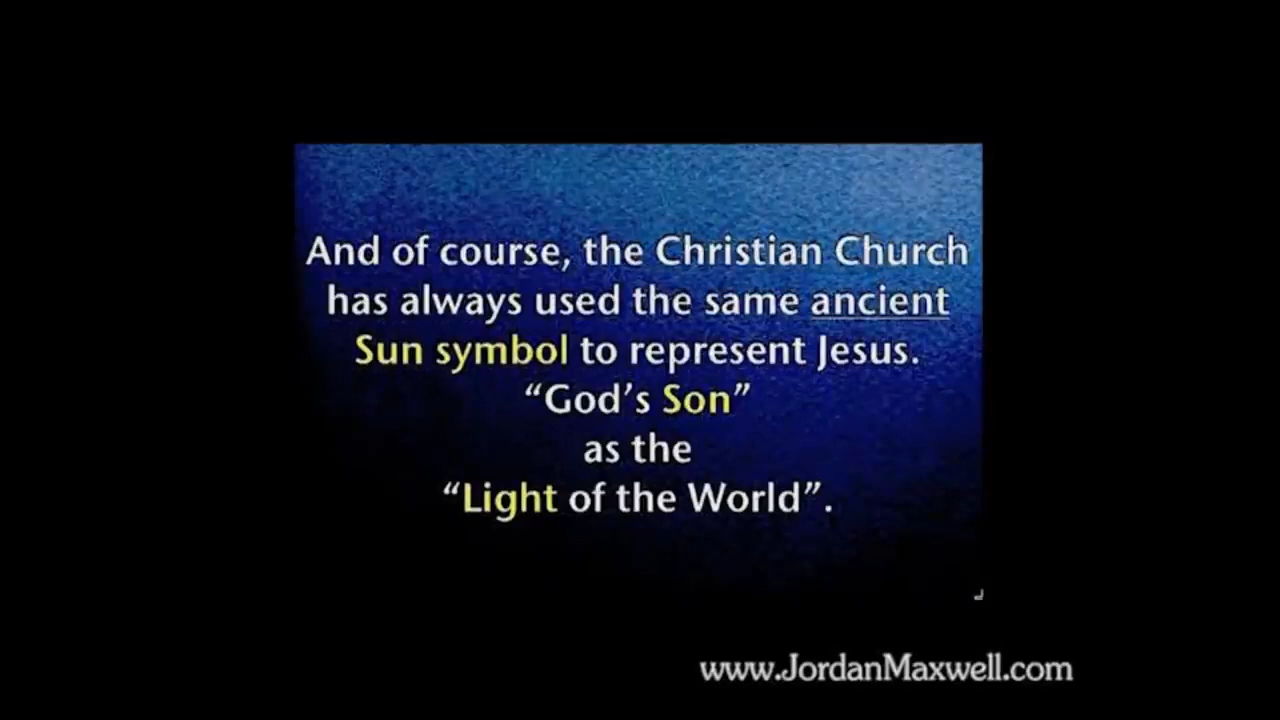 And of course, the Christian Church
has always used the same ancient
Sun symbol to represent Jesus.
“God’s Son”
as the
“Light of the World”.
www.JordanMaxwell.com